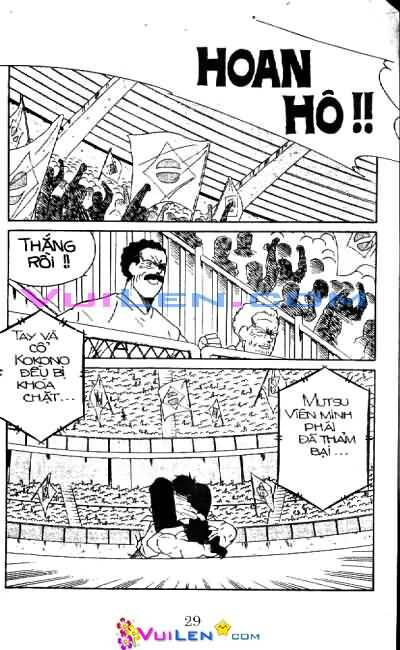 HOAN
HÔ !!
THẮNG
RỒI !!
VUILEN.COM
TAY VÀ
CỔ
KOKONO
ĐỀU BỊ
KHÓA
CHẶT...
MUTSU
VIÊN MINH
PHÁI
ĐÃ THẢM
BẠI...
29
VUILEN COM